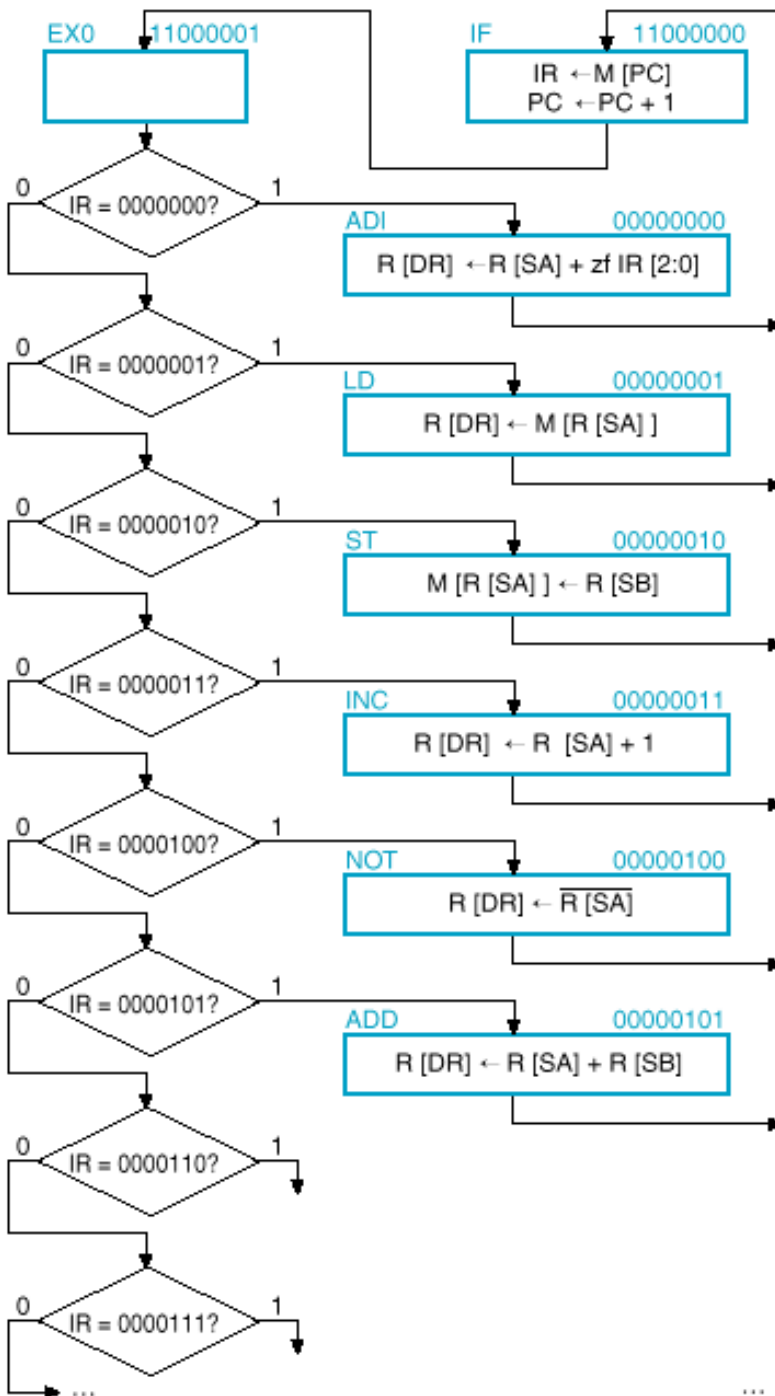 EX0 11000001
IF 11000000
IR ← M [PC]
PC ← PC + 1
0 IR = 0000000? 1
ADI 00000000
R [DR] ← R [SA] + zf IR [2:0]
0 IR = 0000001? 1
LD 00000001
R [DR] ← M [R [SA] ]
0 IR = 0000010? 1
ST 00000010
M [R [SA] ] ← R [SB]
0 IR = 0000011? 1
INC 00000011
R [DR] ← R [SA] + 1
0 IR = 0000100? 1
NOT 00000100
R [DR] ← R̅ ̅[̅S̅A̅]̅
0 IR = 0000101? 1
ADD 00000101
R [DR] ← R [SA] + R [SB]
0 IR = 0000110? 1
0 IR = 0000111? 1
... ...